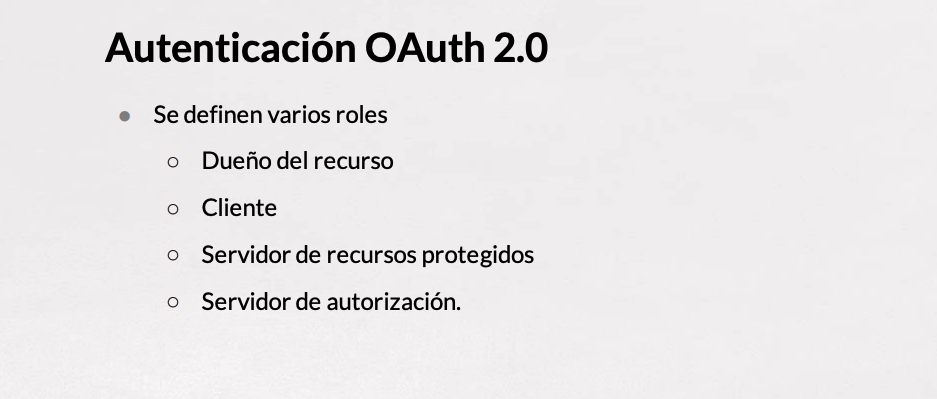 Autenticación OAuth 2.0
● Se definen varios roles
○ Dueño del recurso
○ Cliente
○ Servidor de recursos protegidos
○ Servidor de autorización.